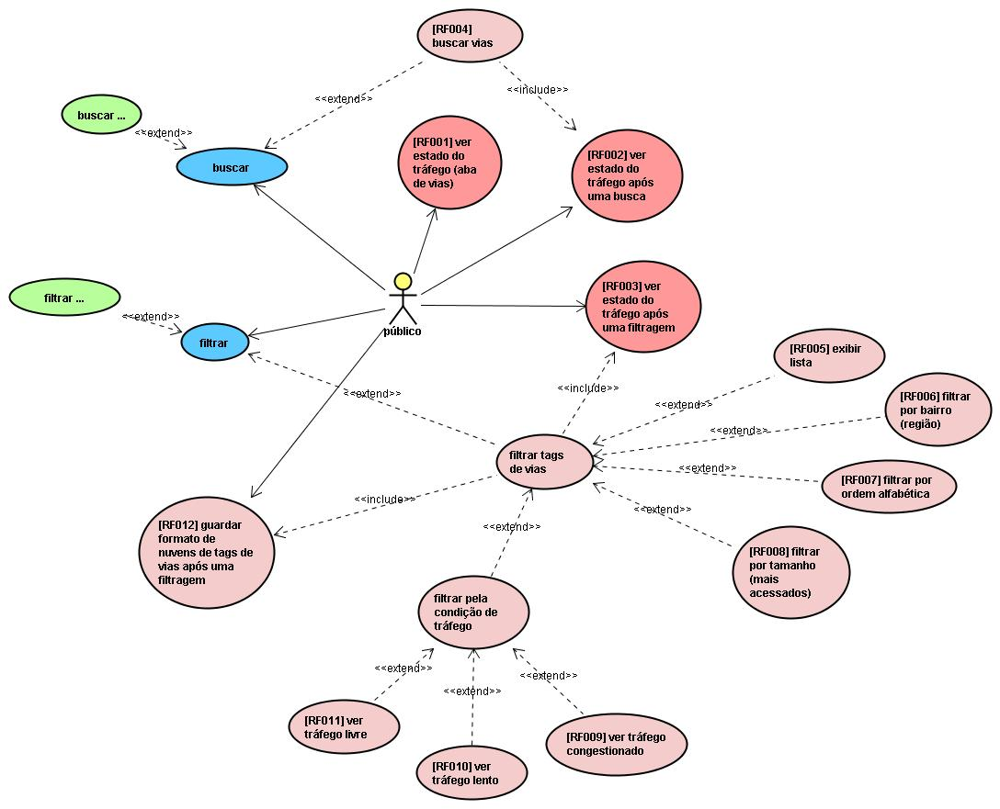 [RF004]
buscar vias
<<extend>>
<<include>>
buscar ...
<<extend>>
buscar
[RF001] ver
estado do
tráfego (aba
de vias)
[RF002] ver
estado do
tráfego após
uma busca
filtrar ...
<<extend>>
filtrar
público
[RF003] ver
estado do
tráfego após
uma filtragem
<<extend>>
<<include>>
[RF005] exibir
lista
<<extend>>
[RF006] filtrar
por bairro
(região)
<<extend>>
filtrar tags
de vias
<<extend>>
[RF007] filtrar por
ordem alfabética
<<include>>
<<extend>>
<<extend>>
[RF012] guardar
formato de
nuvens de tags de
vias após uma
filtragem
[RF008] filtrar
por tamanho
(mais
acessados)
filtrar pela
condição de
tráfego
<<extend>>
<<extend>>
<<extend>>
[RF011] ver
tráfego livre
[RF010] ver
tráfego lento
[RF009] ver tráfego
congestionado